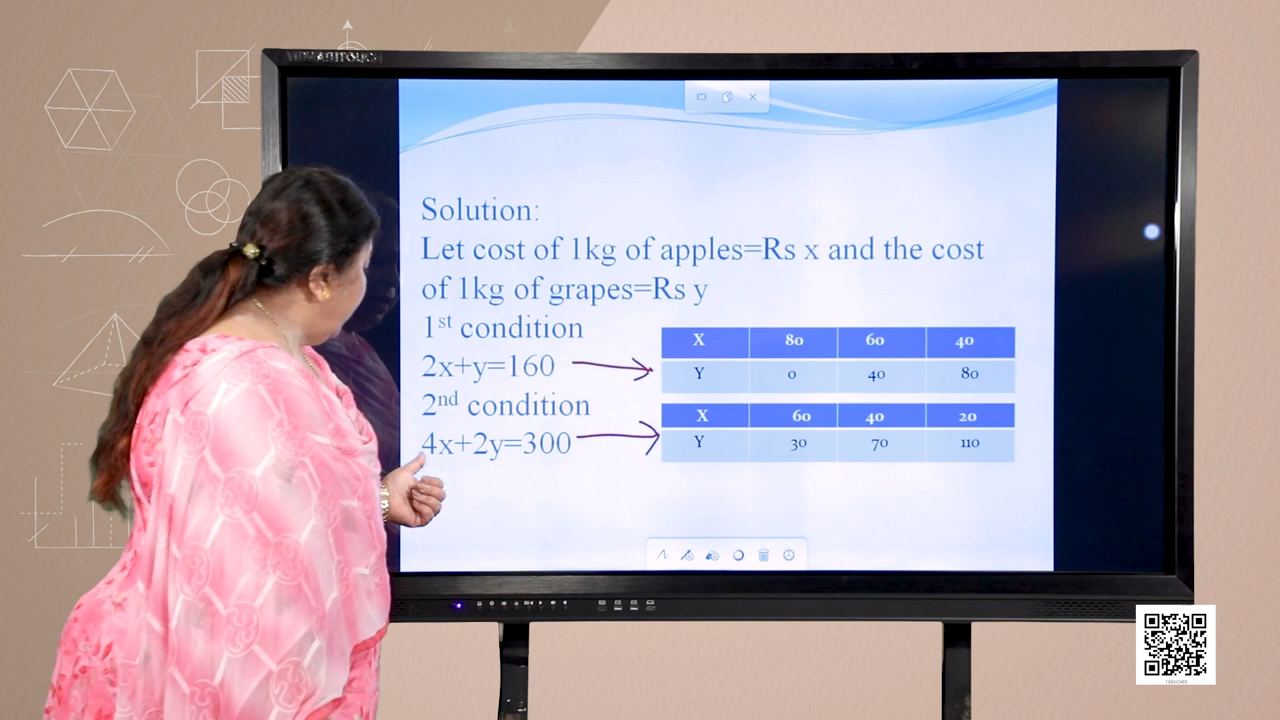 Solution:
Let cost of 1kg of apples=Rs x and the cost
of 1kg of grapes=Rs y
1st condition
2x+y=160
X 80 60 40
Y 0 40 80
2nd condition
4x+2y=300
X 60 40 20
Y 30 70 110